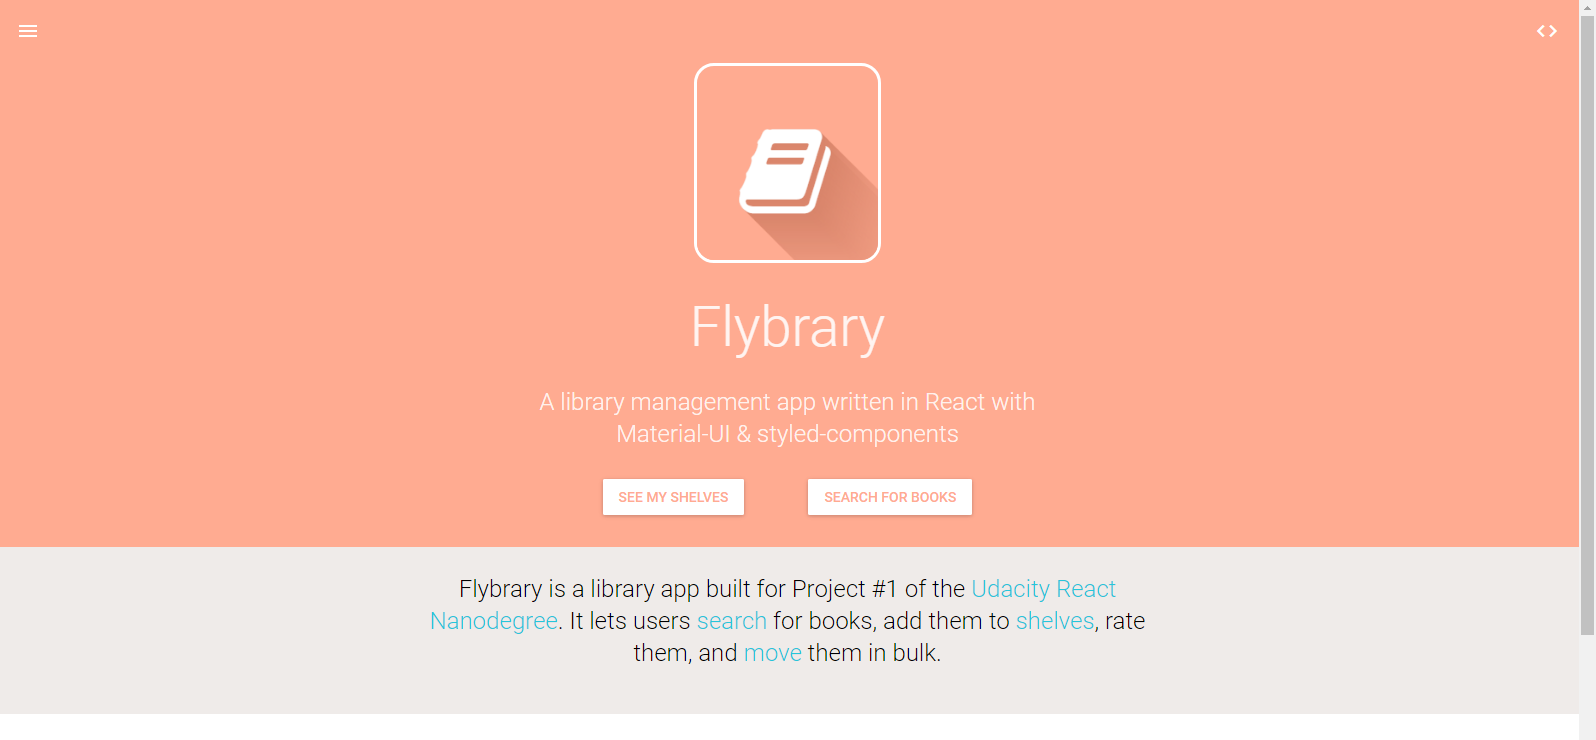 Flybrary
A library management app written in React with
Material-UI & styled-components
SEE MY SHELVES
SEARCH FOR BOOKS
Flybrary is a library app built for Project #1 of the Udacity React
Nanodegree. It lets users search for books, add them to shelves, rate
them, and move them in bulk.